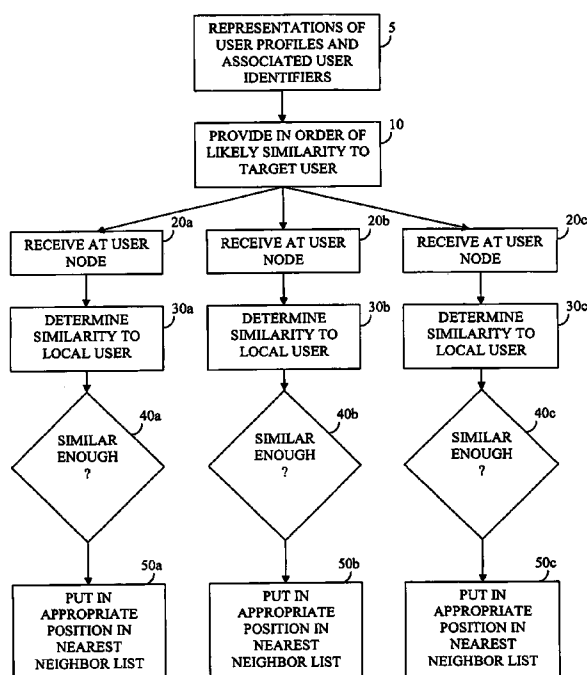 5
REPRESENTATIONS OF
USER PROFILES AND
ASSOCIATED USER
IDENTIFIERS
10
PROVIDE IN ORDER OF
LIKELY SIMILARITY TO
TARGET USER
20a
RECEIVE AT USER
NODE
20b
RECEIVE AT USER
NODE
20c
RECEIVE AT USER
NODE
30a
DETERMINE
SIMILARITY TO
LOCAL USER
30b
DETERMINE
SIMILARITY TO
LOCAL USER
30c
DETERMINE
SIMILARITY TO
LOCAL USER
40a
SIMILAR
ENOUGH
?
40b
SIMILAR
ENOUGH
?
40c
SIMILAR
ENOUGH
?
50a
PUT IN
APPROPRIATE
POSITION IN
NEAREST
NEIGHBOR LIST
50b
PUT IN
APPROPRIATE
POSITION IN
NEAREST
NEIGHBOR LIST
50c
PUT IN
APPROPRIATE
POSITION IN
NEAREST
NEIGHBOR LIST